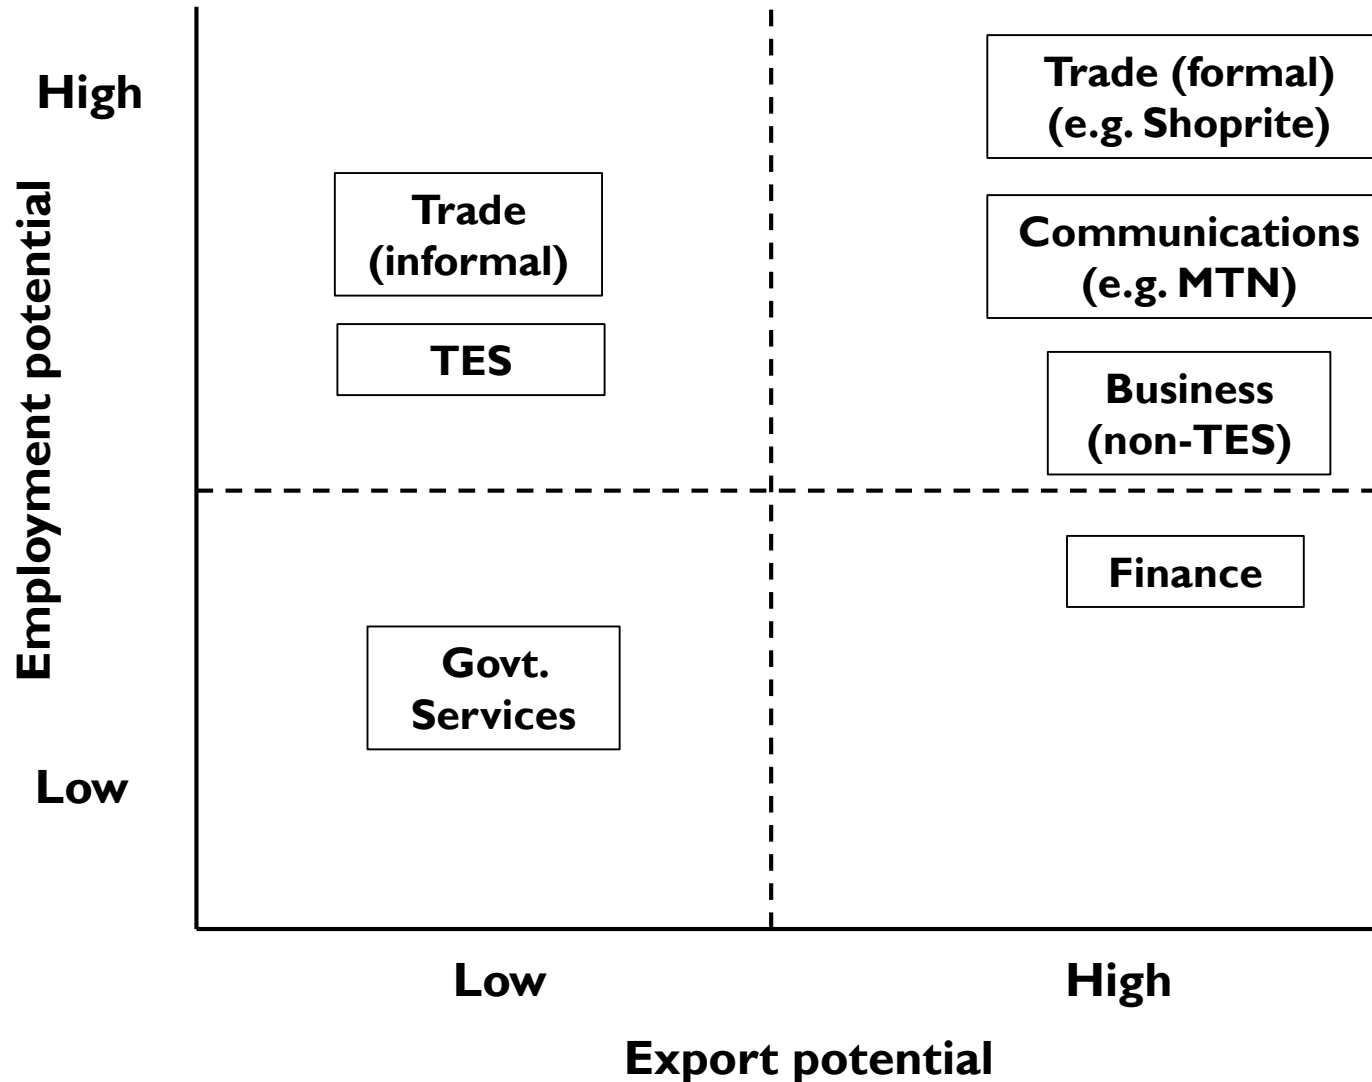 High
Trade (formal)
(e.g. Shoprite)
Trade
(informal)
Communications
(e.g. MTN)
TES
Business
(non-TES)
Employment potential
Finance
Govt.
Services
Low
Low
High
Export potential